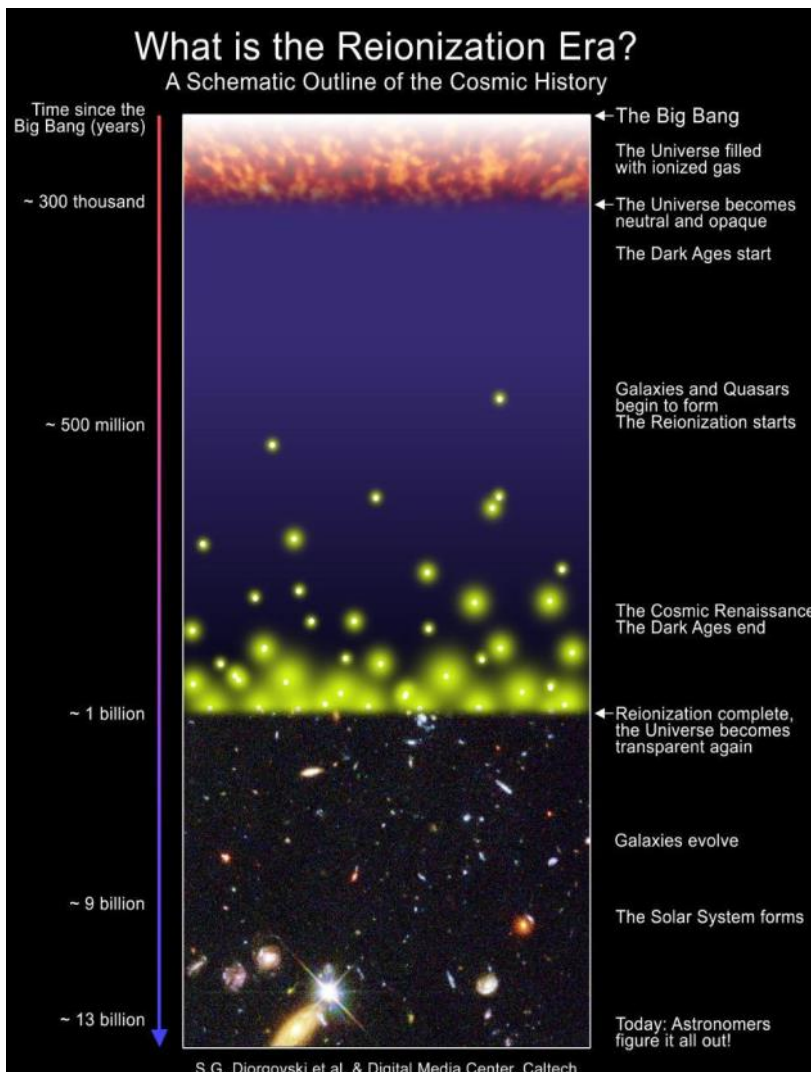 What is the Reionization Era?
A Schematic Outline of the Cosmic History
Time since the
Big Bang (years)
The Big Bang
The Universe filled
with ionized gas
~ 300 thousand
The Universe becomes
neutral and opaque
The Dark Ages start
Galaxies and Quasars
begin to form
The Reionization starts
~ 500 million
The Cosmic Renaissance
The Dark Ages end
~ 1 billion
Reionization complete,
the Universe becomes
transparent again
Galaxies evolve
~ 9 billion
The Solar System forms
~ 13 billion
Today: Astronomers
figure it all out!
S.G. Djorgovski et al. & Digital Media Center, Caltech